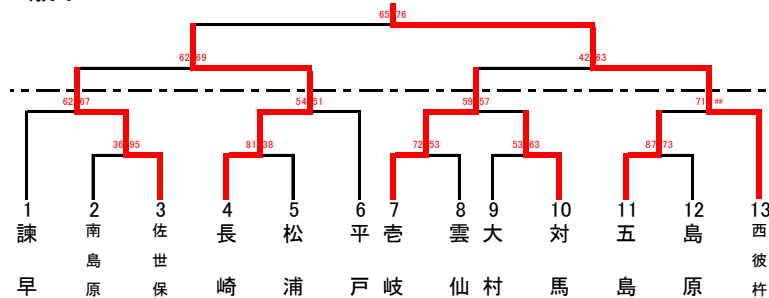 65 76
62 69
42 63
62 67
54 51
59 57
71 ##
36 95
81 38
72 53
53 63
87 73
1 2 3 4 5 6 7 8 9 10 11 12 13
諫早
南島原
佐世保
長崎
松浦
平戸
壱岐
雲仙
大村
対馬
五島
島原
西彼杵